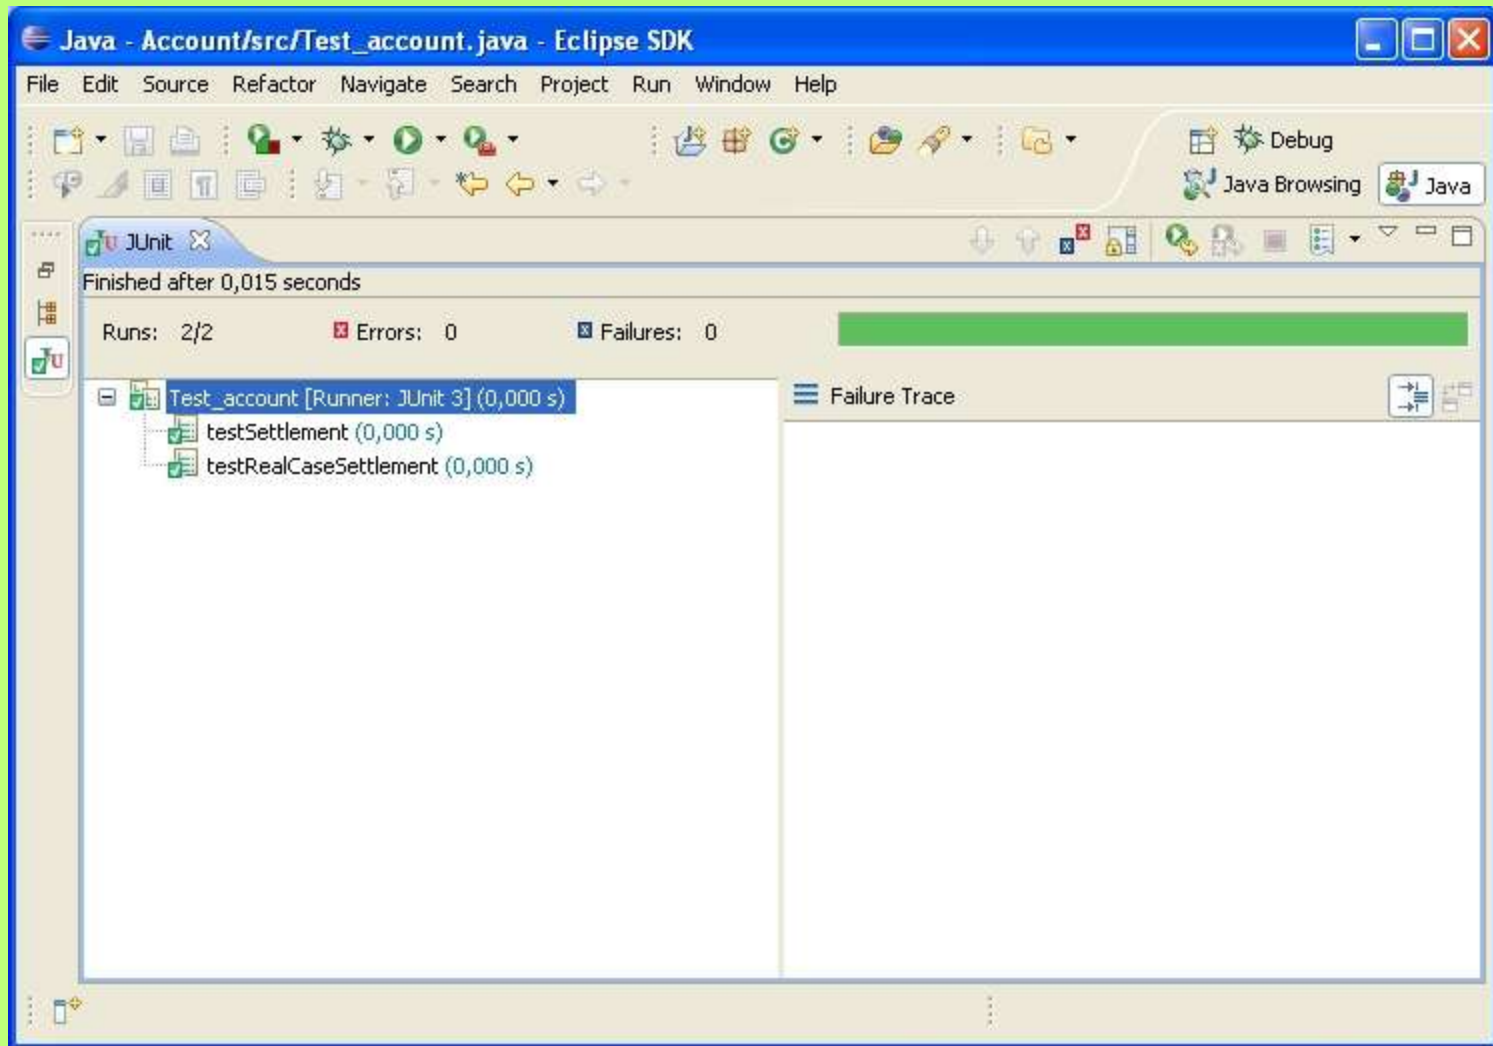 Java - Account/src/Test_account.java - Eclipse SDK
File Edit Source Refactor Navigate Search Project Run Window Help
Debug
Java Browsing Java
JUnit
Finished after 0,015 seconds
Runs: 2/2 Errors: 0 Failures: 0
Test_account [Runner: JUnit 3] (0,000 s) Failure Trace
testSettlement (0,000 s)
testRealCaseSettlement (0,000 s)